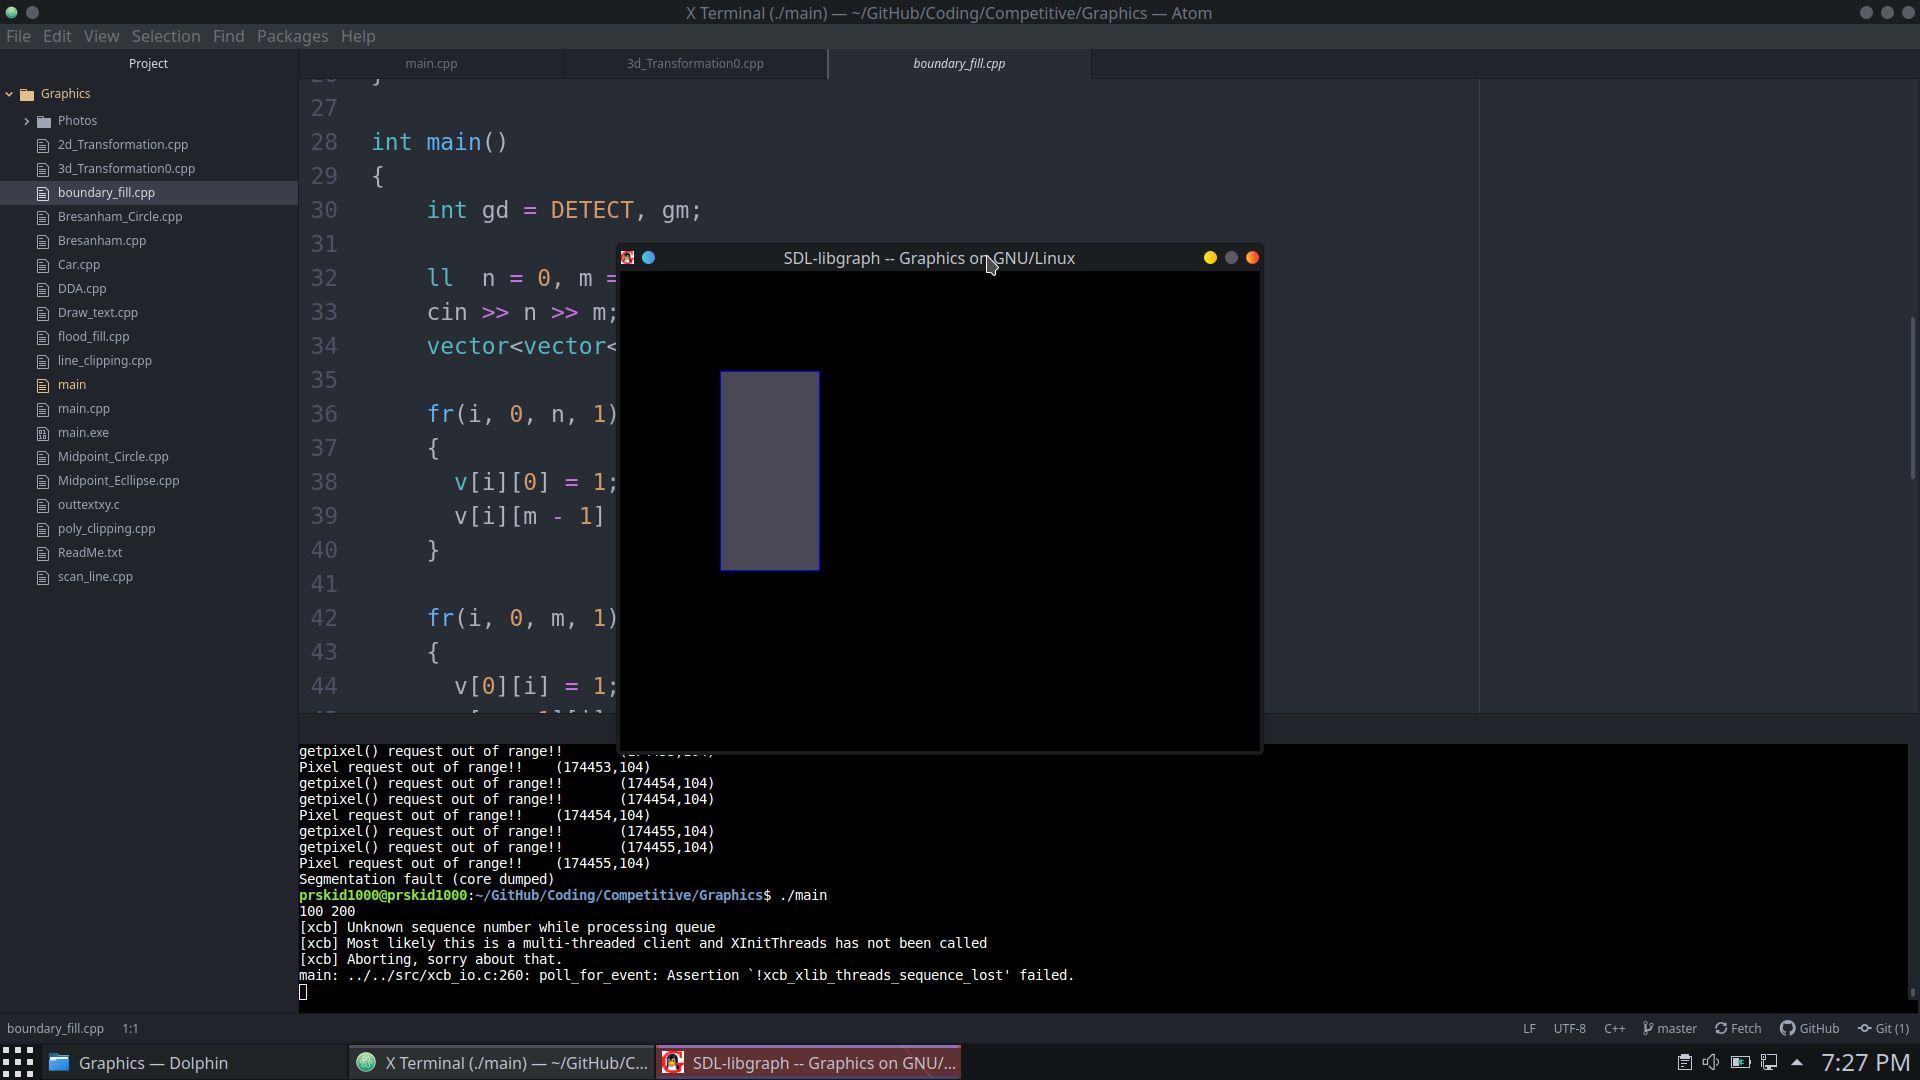 X Terminal (./main) — ~/GitHub/Coding/Competitive/Graphics — Atom
File Edit View Selection Find Packages Help
Project
main.cpp
3d_Transformation0.cpp
boundary_fill.cpp
Graphics
Photos
2d_Transformation.cpp
3d_Transformation0.cpp
boundary_fill.cpp
Bresanham_Circle.cpp
Bresanham.cpp
Car.cpp
DDA.cpp
Draw_text.cpp
flood_fill.cpp
line_clipping.cpp
main
main.cpp
main.exe
Midpoint_Circle.cpp
Midpoint_Ecllipse.cpp
outtextxy.c
poly_clipping.cpp
ReadMe.txt
scan_line.cpp
27
28 int main()
29 {
30 int gd = DETECT, gm;
31
32 ll n = 0, m =
33 cin >> n >> m;
34 vector<vector<
35
36 fr(i, 0, n, 1)
37 {
38 v[i][0] = 1;
39 v[i][m - 1]
40 }
41
42 fr(i, 0, m, 1)
43 {
44 v[0][i] = 1;
SDL-libgraph -- Graphics on GNU/Linux
getpixel() request out of range!!
Pixel request out of range!! (174453,104)
getpixel() request out of range!! (174454,104)
getpixel() request out of range!! (174454,104)
Pixel request out of range!! (174454,104)
getpixel() request out of range!! (174455,104)
getpixel() request out of range!! (174455,104)
Pixel request out of range!! (174455,104)
Segmentation fault (core dumped)
prskid1000@prskid1000:~/GitHub/Coding/Competitive/Graphics$ ./main
100 200
[xcb] Unknown sequence number while processing queue
[xcb] Most likely this is a multi-threaded client and XInitThreads has not been called
[xcb] Aborting, sorry about that.
main: ../../src/xcb_io.c:260: poll_for_event: Assertion `!xcb_xlib_threads_sequence_lost' failed.
boundary_fill.cpp 1:1
LF UTF-8 C++ master Fetch GitHub Git (1)
Graphics — Dolphin
X Terminal (./main) — ~/GitHub/C...
SDL-libgraph -- Graphics on GNU/...
7:27 PM